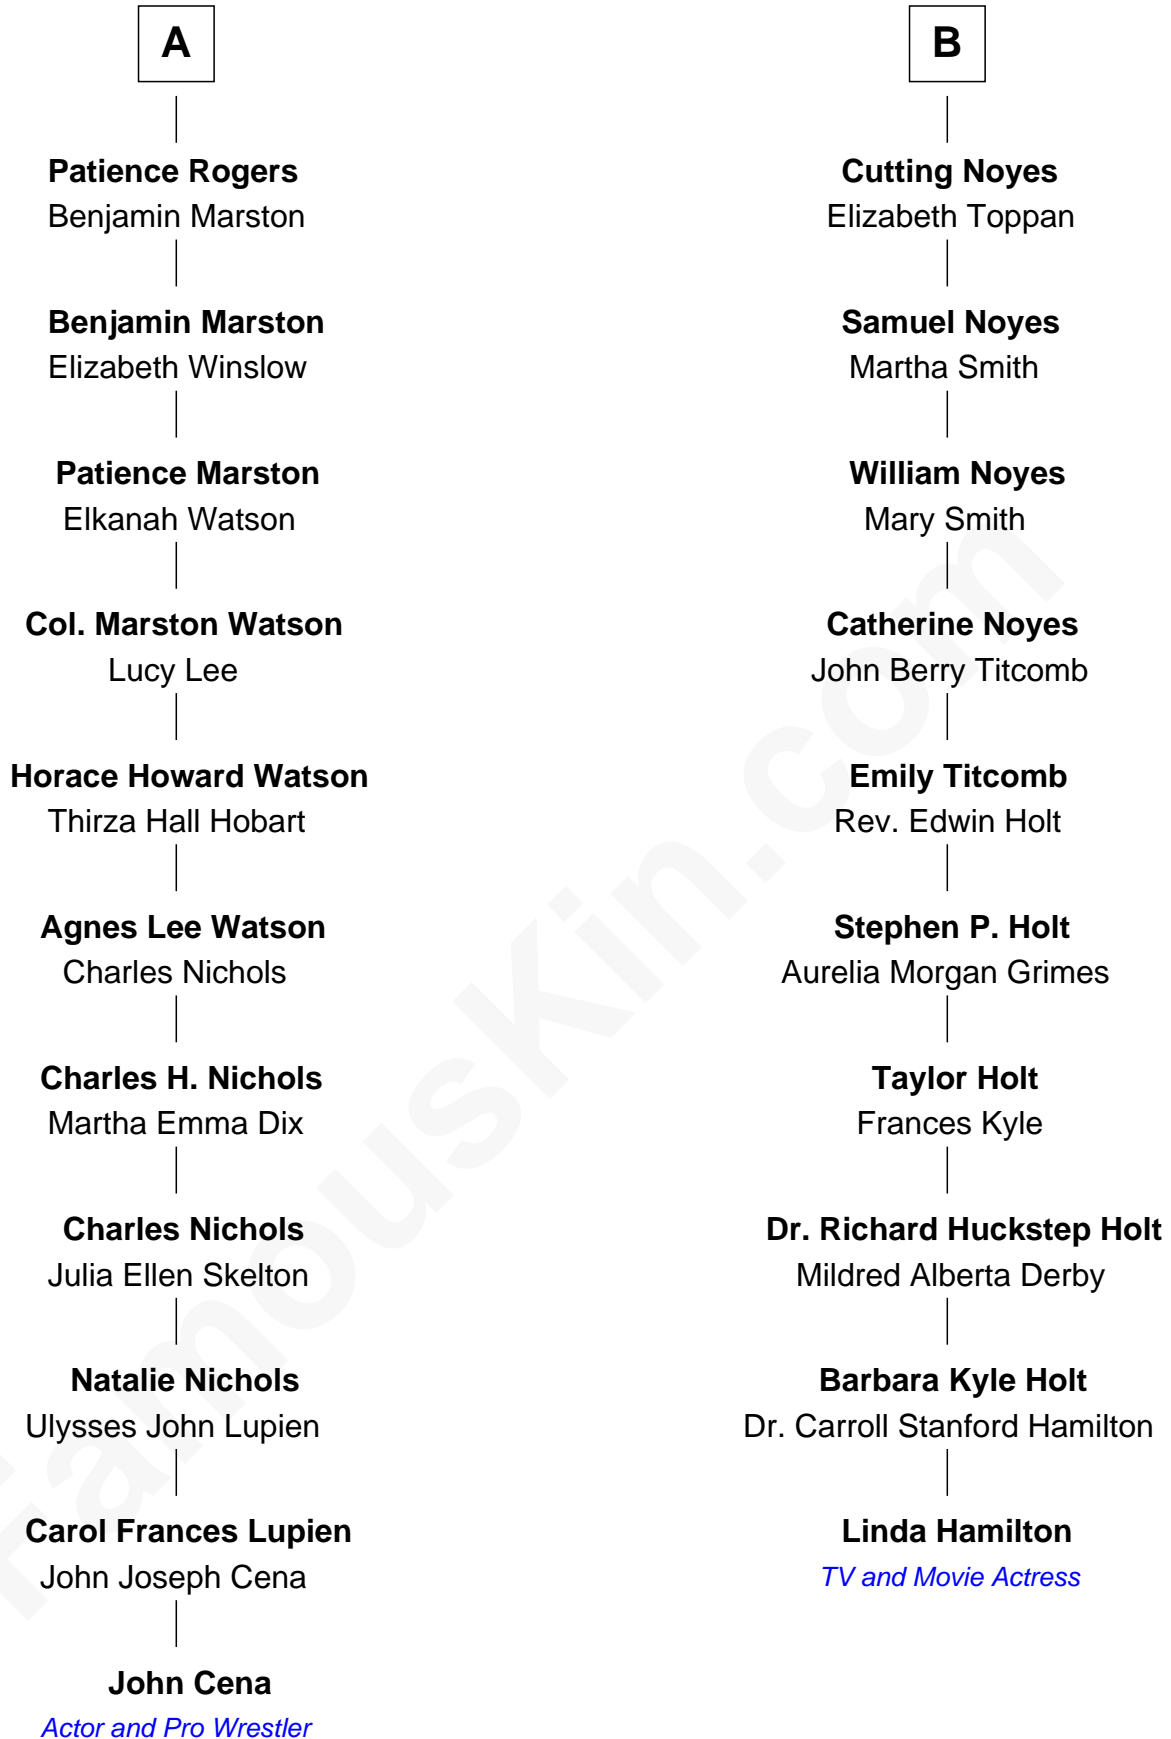 A
Patience Rogers
Benjamin Marston
Benjamin Marston
Elizabeth Winslow
Patience Marston
Elkanah Watson
Col. Marston Watson
Lucy Lee
Horace Howard Watson
Thirza Hall Hobart
Agnes Lee Watson
Charles Nichols
Charles H. Nichols
Martha Emma Dix
Charles Nichols
Julia Ellen Skelton
Natalie Nichols
Ulysses John Lupien
Carol Frances Lupien
John Joseph Cena
John Cena
Actor and Pro Wrestler
B
Cutting Noyes
Elizabeth Toppan
Samuel Noyes
Martha Smith
William Noyes
Mary Smith
Catherine Noyes
John Berry Titcomb
Emily Titcomb
Rev. Edwin Holt
Stephen P. Holt
Aurelia Morgan Grimes
Taylor Holt
Frances Kyle
Dr. Richard Huckstep Holt
Mildred Alberta Derby
Barbara Kyle Holt
Dr. Carroll Stanford Hamilton
Linda Hamilton
TV and Movie Actress
FamousKin.com